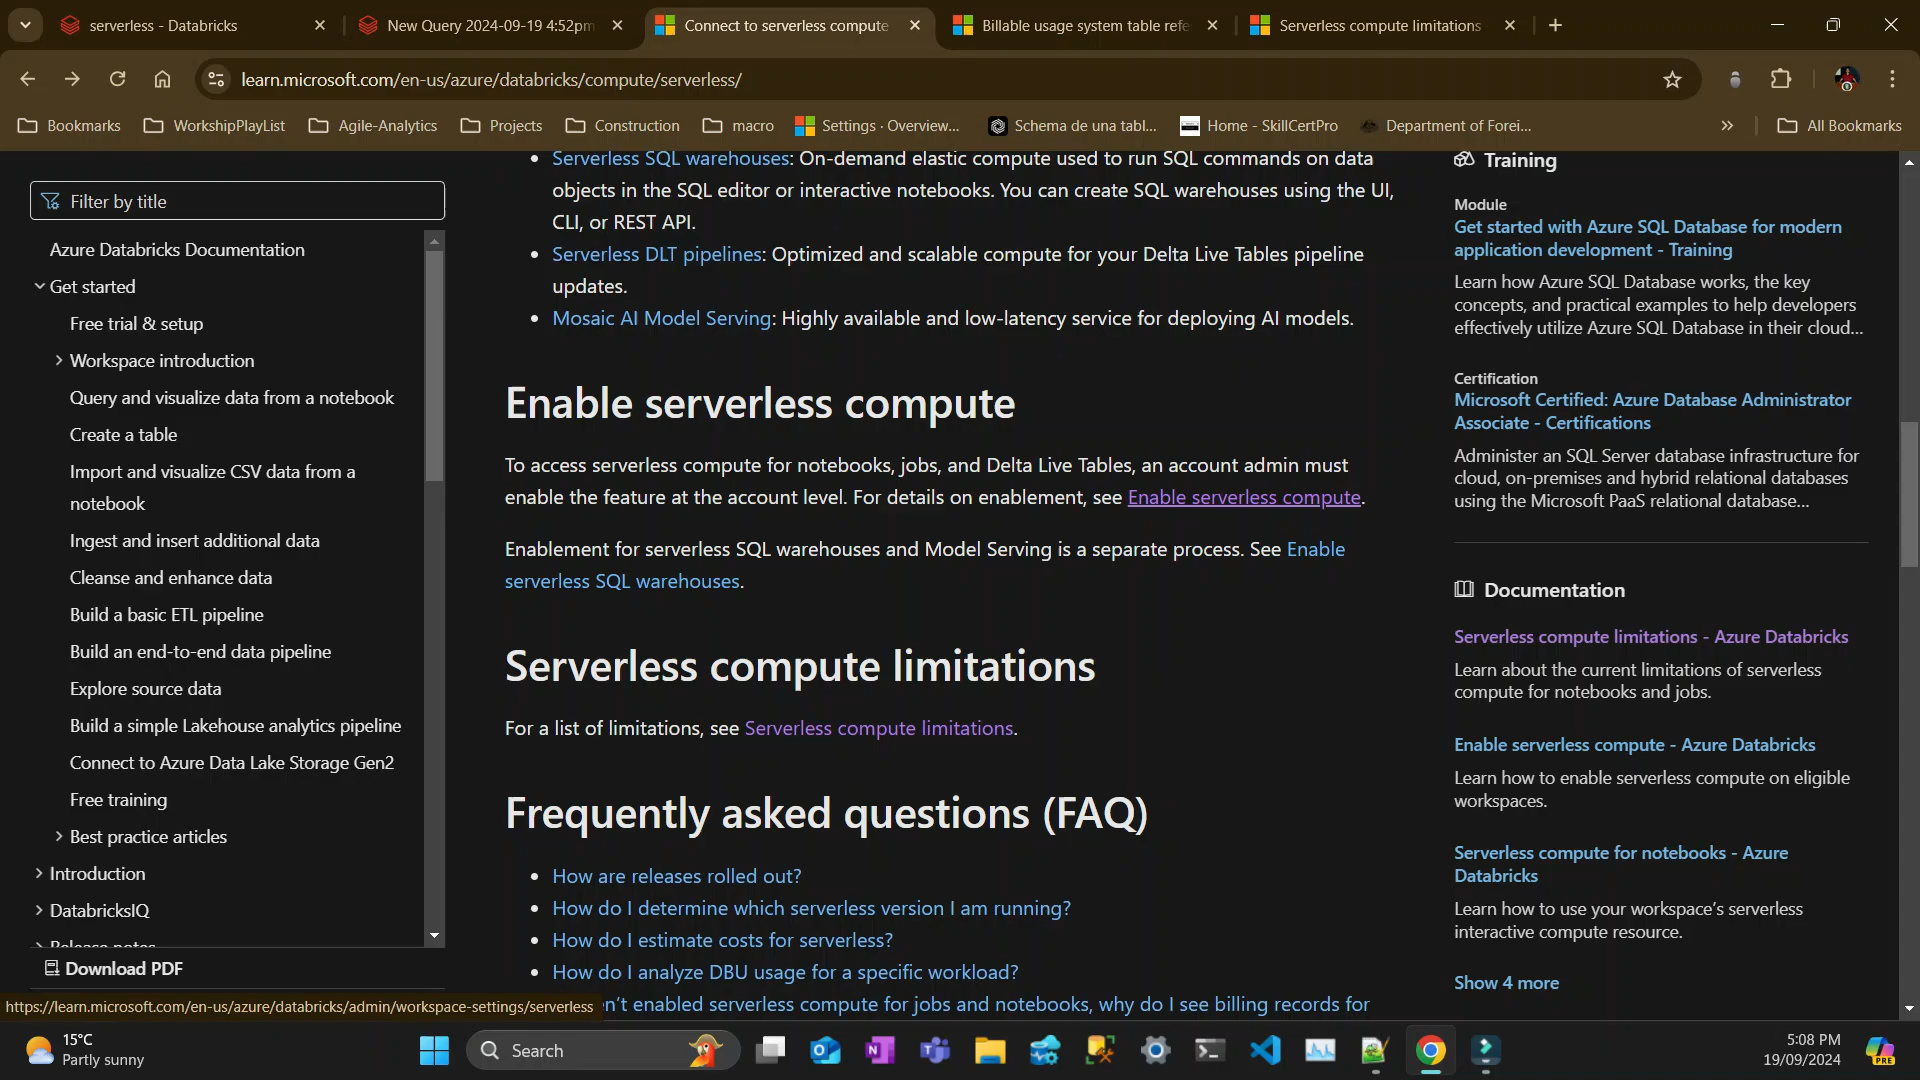 serverless - Databricks
New Query 2024-09-19 4:52pm
Connect to serverless compute
Billable usage system table refe
Serverless compute limitations
learn.microsoft.com/en-us/azure/databricks/compute/serverless/
Bookmarks
WorkshipPlayList
Agile-Analytics
Projects
Construction
macro
Settings · Overview...
Schema de una tabl...
Home - SkillCertPro
Department of Forei...
All Bookmarks
Filter by title
Azure Databricks Documentation
Get started
Free trial & setup
Workspace introduction
Query and visualize data from a notebook
Create a table
Import and visualize CSV data from a
notebook
Ingest and insert additional data
Cleanse and enhance data
Build a basic ETL pipeline
Build an end-to-end data pipeline
Explore source data
Build a simple Lakehouse analytics pipeline
Connect to Azure Data Lake Storage Gen2
Free training
Best practice articles
Introduction
DatabricksIQ
Release notes
Download PDF
• Serverless SQL warehouses: On-demand elastic compute used to run SQL commands on data
objects in the SQL editor or interactive notebooks. You can create SQL warehouses using the UI,
CLI, or REST API.
• Serverless DLT pipelines: Optimized and scalable compute for your Delta Live Tables pipeline
updates.
• Mosaic AI Model Serving: Highly available and low-latency service for deploying AI models.
Enable serverless compute
To access serverless compute for notebooks, jobs, and Delta Live Tables, an account admin must
enable the feature at the account level. For details on enablement, see Enable serverless compute.
Enablement for serverless SQL warehouses and Model Serving is a separate process. See Enable
serverless SQL warehouses.
Serverless compute limitations
For a list of limitations, see Serverless compute limitations.
Frequently asked questions (FAQ)
• How are releases rolled out?
• How do I determine which serverless version I am running?
• How do I estimate costs for serverless?
• How do I analyze DBU usage for a specific workload?
n't enabled serverless compute for jobs and notebooks, why do I see billing records for
Training
Module
Get started with Azure SQL Database for modern
application development - Training
Learn how Azure SQL Database works, the key
concepts, and practical examples to help developers
effectively utilize Azure SQL Database in their cloud...
Certification
Microsoft Certified: Azure Database Administrator
Associate - Certifications
Administer an SQL Server database infrastructure for
cloud, on-premises and hybrid relational databases
using the Microsoft PaaS relational database...
Documentation
Serverless compute limitations - Azure Databricks
Learn about the current limitations of serverless
compute for notebooks and jobs.
Enable serverless compute - Azure Databricks
Learn how to enable serverless compute on eligible
workspaces.
Serverless compute for notebooks - Azure
Databricks
Learn how to use your workspace's serverless
interactive compute resource.
Show 4 more
https://learn.microsoft.com/en-us/azure/databricks/admin/workspace-settings/serverless
15°C
Partly sunny
Search
5:08 PM
19/09/2024
PRE